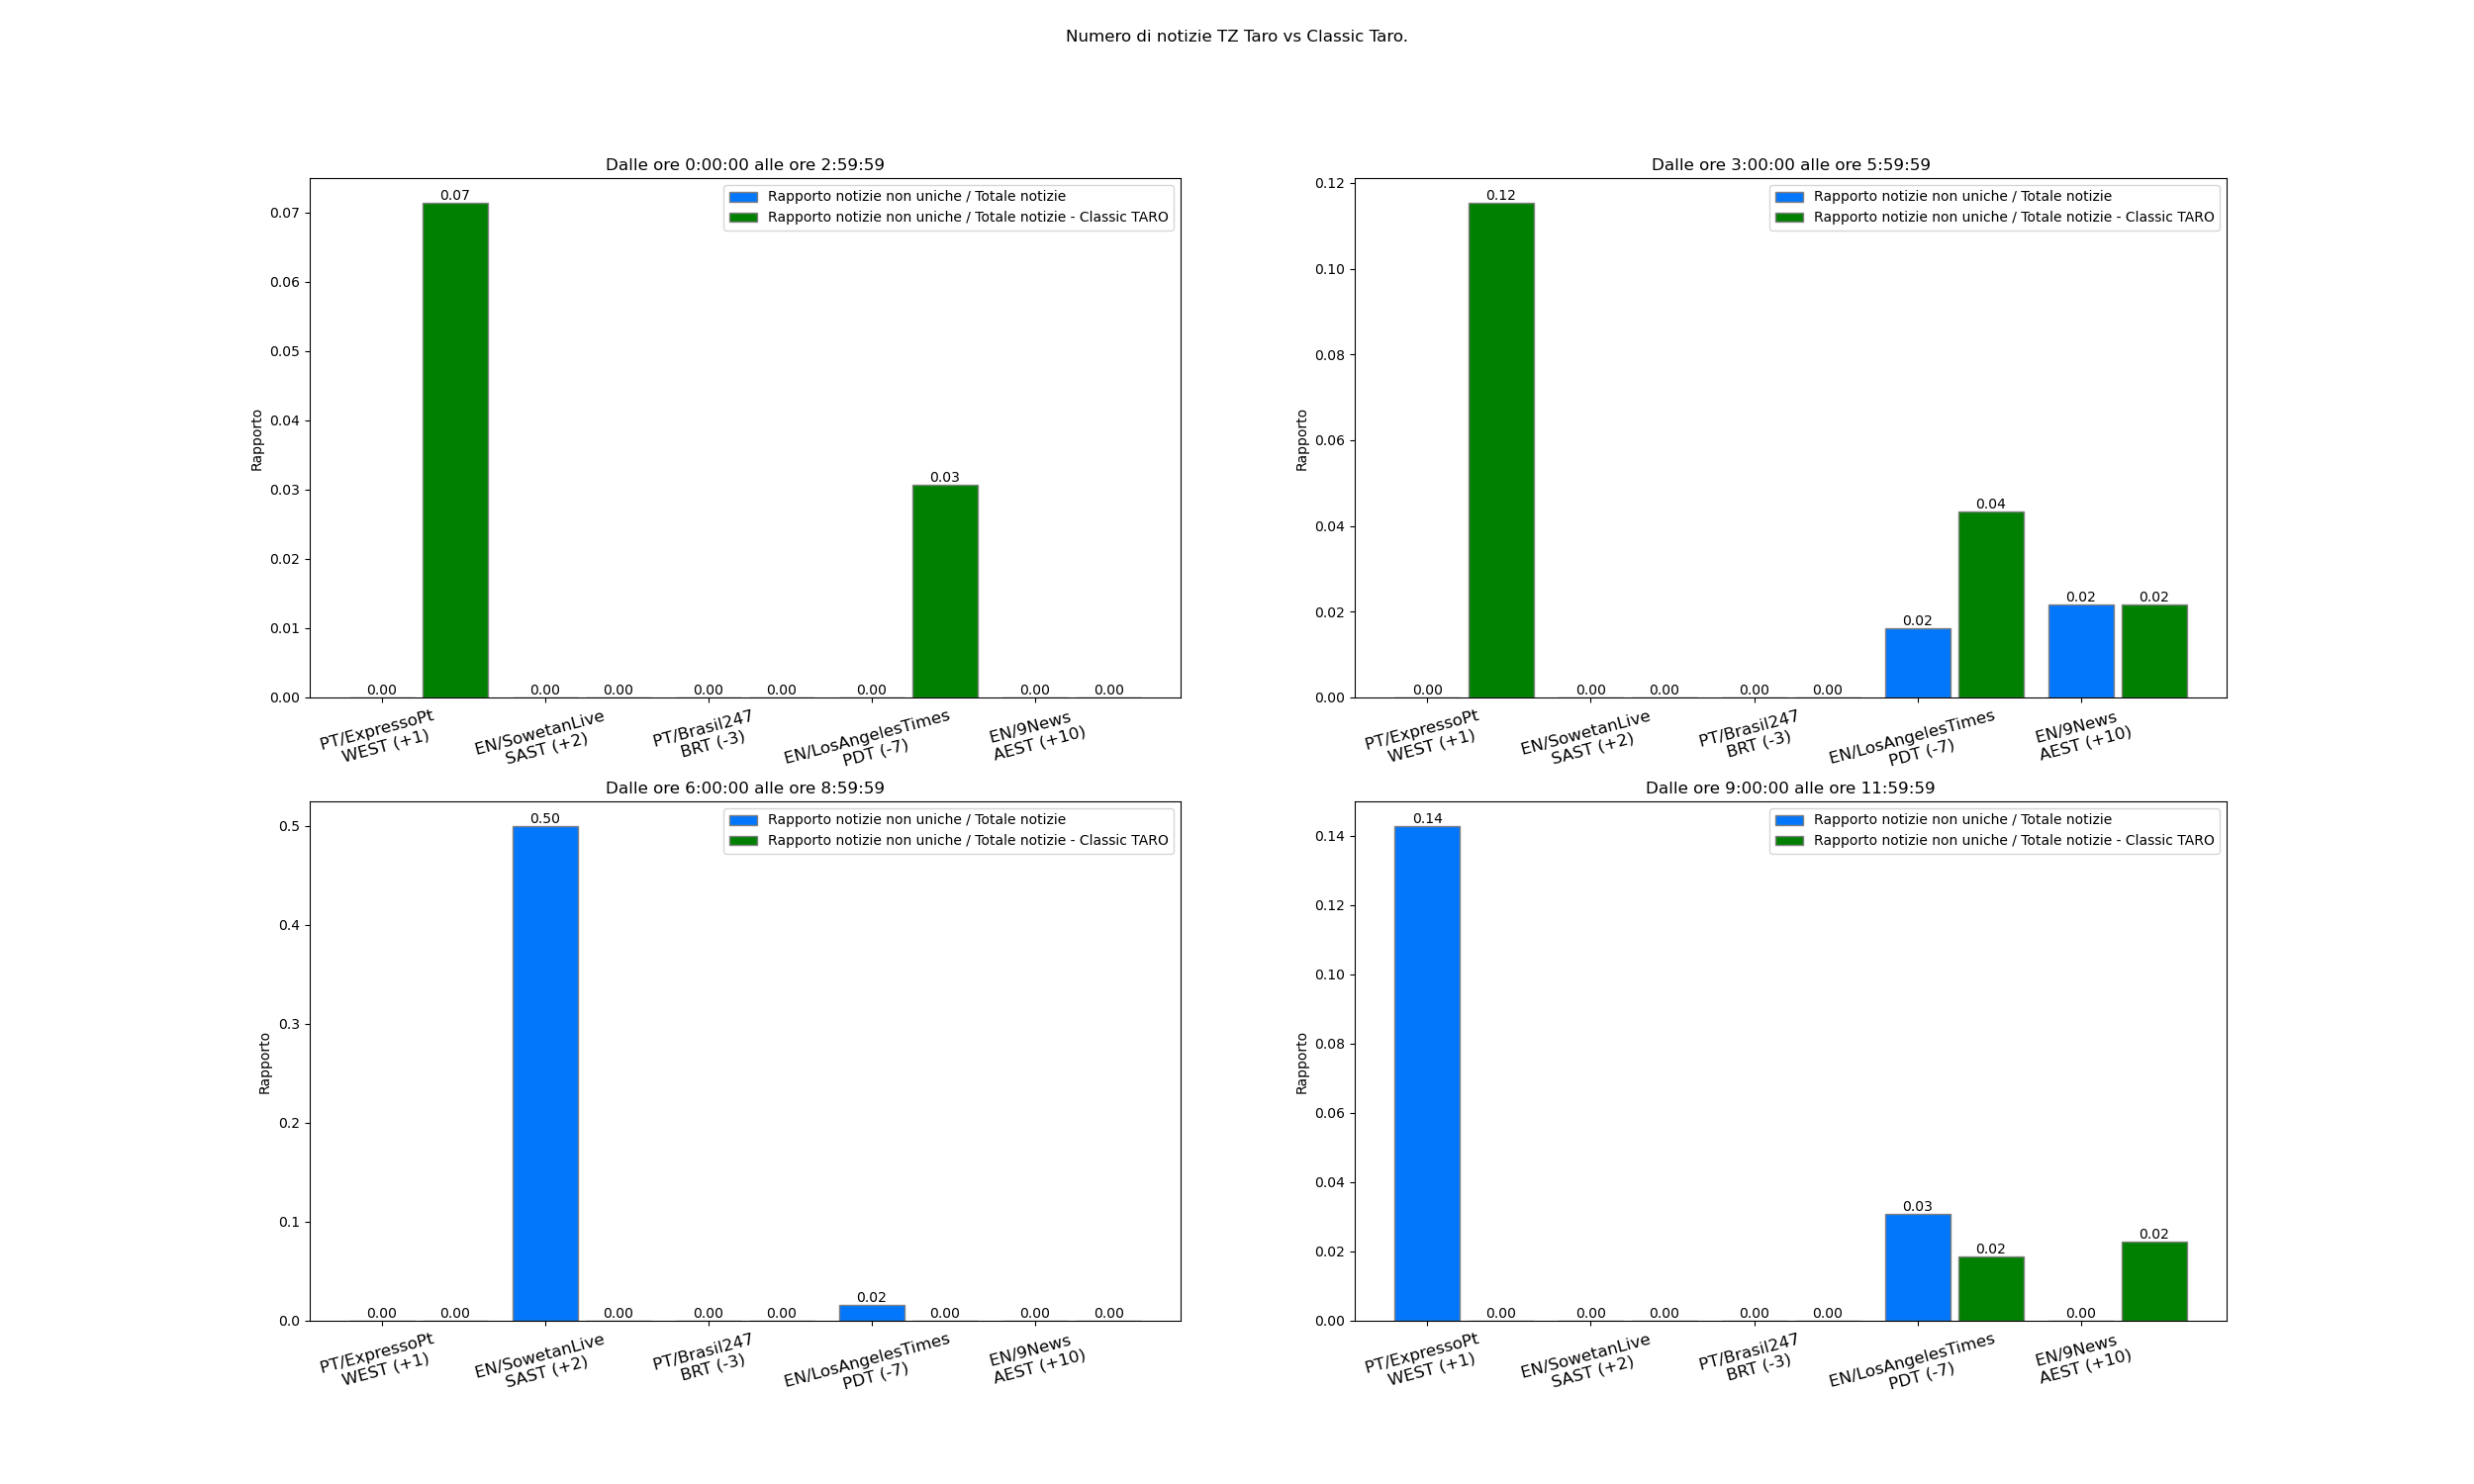 Numero di notizie TZ Taro vs Classic Taro.
Dalle ore 0:00:00 alle ore 2:59:59
Rapporto notizie non uniche / Totale notizie
Rapporto notizie non uniche / Totale notizie - Classic TARO
Rapporto
0.07
0.06
0.05
0.04
0.03
0.02
0.01
0.00
0.00
0.07
0.00
0.00
0.00
0.00
0.00
0.03
0.00
0.00
PT/ExpressoPt
WEST (+1)
EN/SowetanLive
SAST (+2)
PT/Brasil247
BRT (-3)
EN/LosAngelesTimes
PDT (-7)
EN/9News
AEST (+10)
Dalle ore 3:00:00 alle ore 5:59:59
Rapporto notizie non uniche / Totale notizie
Rapporto notizie non uniche / Totale notizie - Classic TARO
Rapporto
0.12
0.10
0.08
0.06
0.04
0.02
0.00
0.00
0.12
0.00
0.00
0.00
0.00
0.02
0.04
0.02
0.02
PT/ExpressoPt
WEST (+1)
EN/SowetanLive
SAST (+2)
PT/Brasil247
BRT (-3)
EN/LosAngelesTimes
PDT (-7)
EN/9News
AEST (+10)
Dalle ore 6:00:00 alle ore 8:59:59
Rapporto notizie non uniche / Totale notizie
Rapporto notizie non uniche / Totale notizie - Classic TARO
Rapporto
0.5
0.4
0.3
0.2
0.1
0.0
0.00
0.00
0.50
0.00
0.00
0.00
0.02
0.00
0.00
0.00
PT/ExpressoPt
WEST (+1)
EN/SowetanLive
SAST (+2)
PT/Brasil247
BRT (-3)
EN/LosAngelesTimes
PDT (-7)
EN/9News
AEST (+10)
Dalle ore 9:00:00 alle ore 11:59:59
Rapporto notizie non uniche / Totale notizie
Rapporto notizie non uniche / Totale notizie - Classic TARO
Rapporto
0.14
0.12
0.10
0.08
0.06
0.04
0.02
0.00
0.14
0.00
0.00
0.00
0.00
0.00
0.03
0.02
0.00
0.02
PT/ExpressoPt
WEST (+1)
EN/SowetanLive
SAST (+2)
PT/Brasil247
BRT (-3)
EN/LosAngelesTimes
PDT (-7)
EN/9News
AEST (+10)